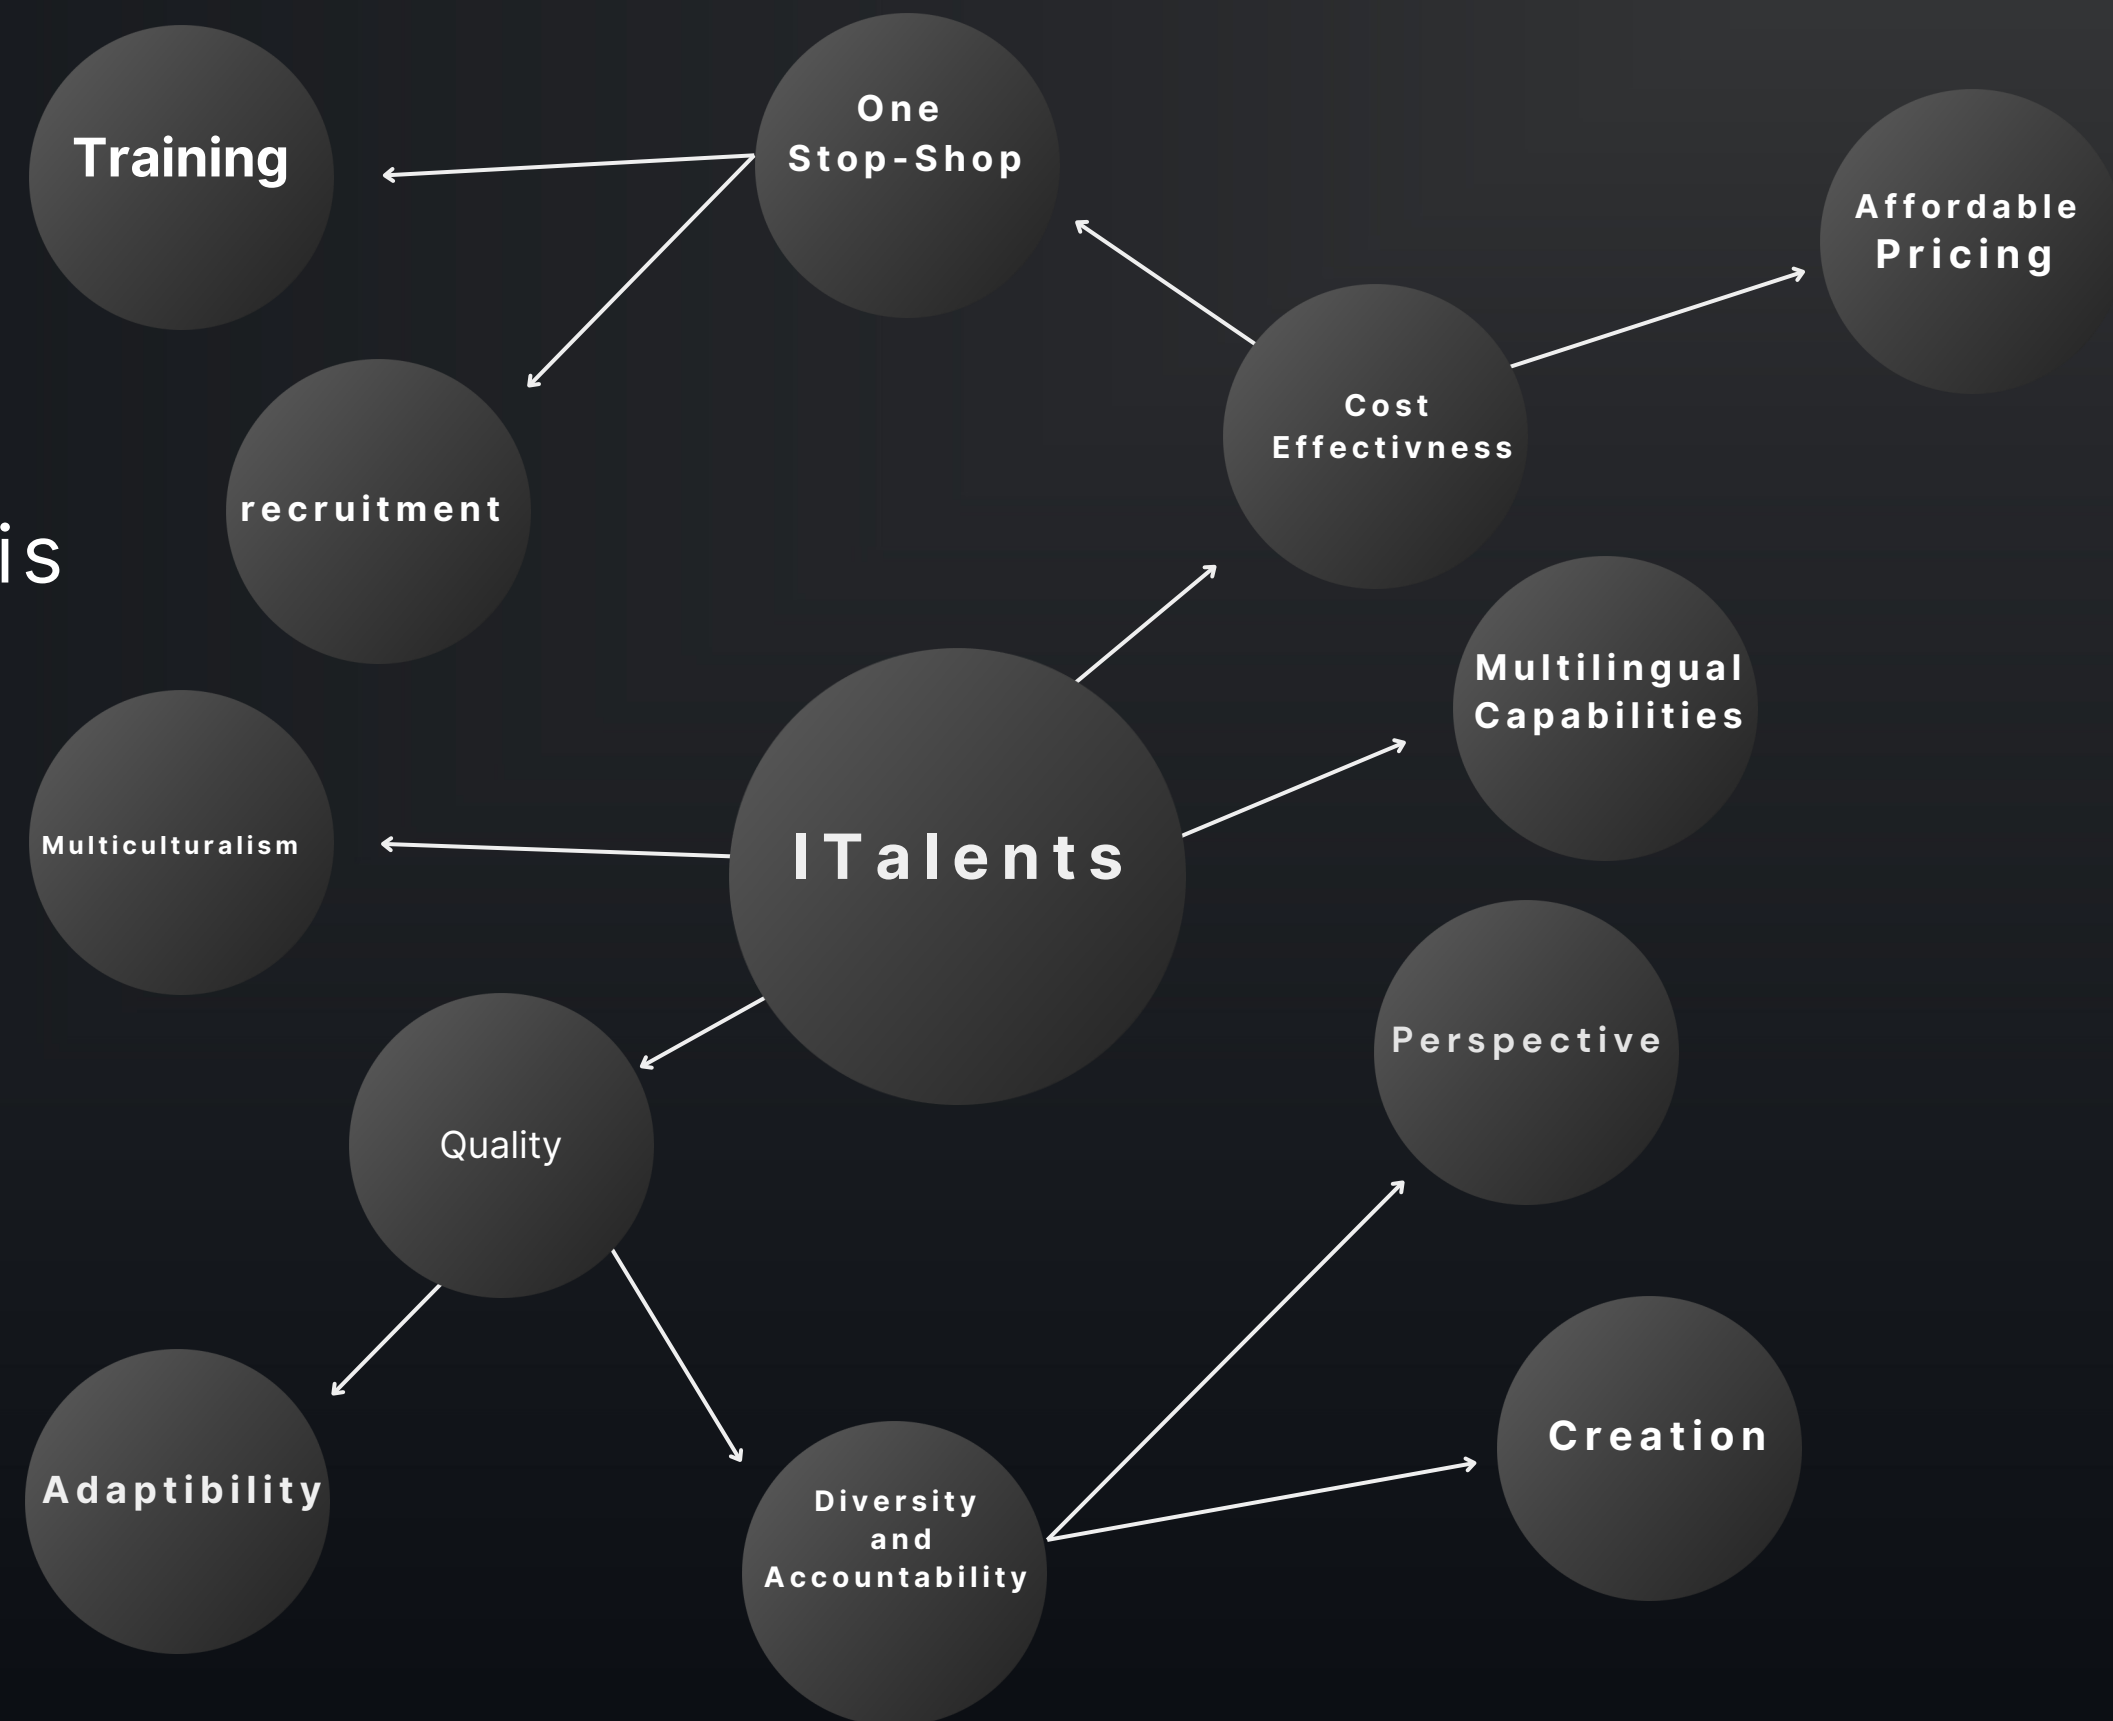 One
Stop-Shop
Training
Affordable
Pricing
Cost
Effectivness
recruitment
is
Multilingual
Capabilities
Multiculturalism
ITalents
Perspective
Quality
Creation
Adaptibility
Diversity
and
Accountability